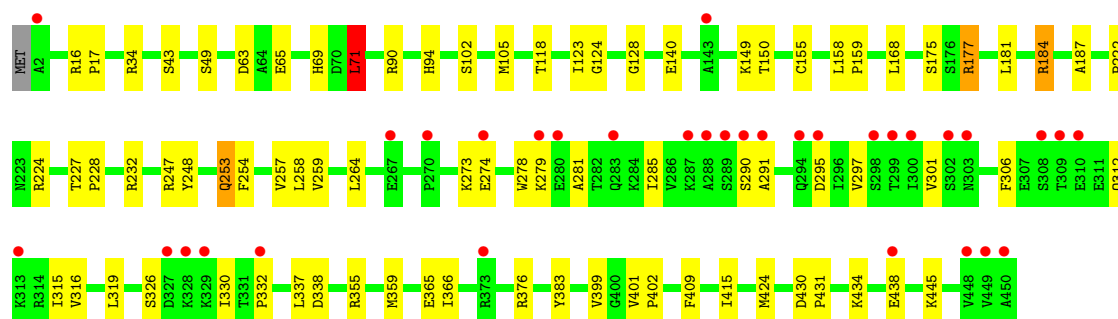 MET A2 R16 P17 R34 S43 S49 D63 A64 E65 H69 D70 L71 R90 H94 S102 M105 T118 I123 G124 G128 E140 A143 K149 T150 C155 L158 P159 L168 S175 S176 R177 L181 R184 A187
N223 R224 T227 P228 R232 R247 Y248 Q253 F254 V257 L258 V259 L264 E267 P270 K273 E274 W278 K279 E280 A281 T282 Q283 K284 I285 V286 K287 A288 S289 S290 A291 Q294 D295 I296 V297 S298 T299 I300 V301 S302 N303 F306 E307 S308 T309 E310 E311
K313 R314 I315 V316 L319 S326 D327 K328 K329 I330 T331 P332 L337 D338 R355 M359 E365 I366 R373 R376 Y383 V399 G400 V401 P402 F409 I415 M424 D430 P431 K434 E438 K445 V448 V449 A450